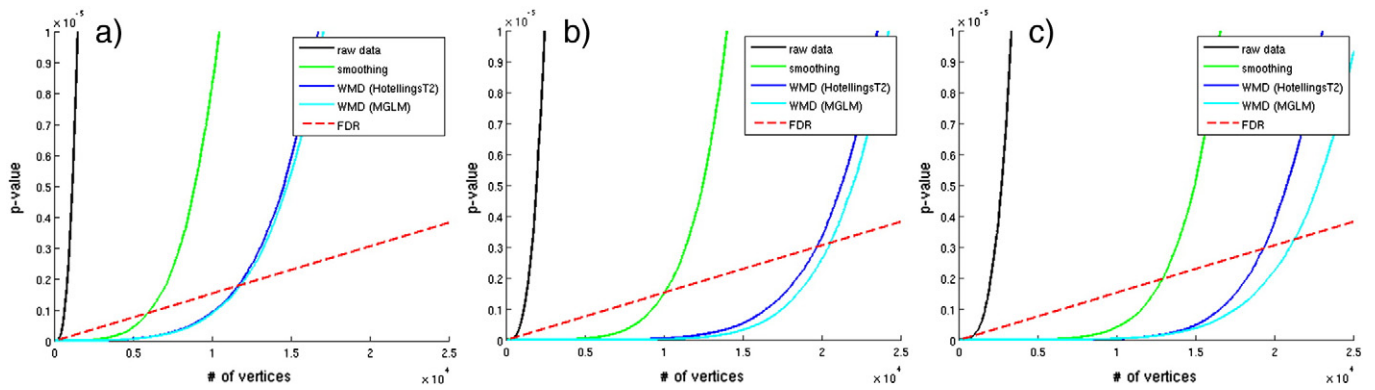 a)
× 10⁻⁵
1
0.9
0.8
0.7
0.6
0.5
0.4
0.3
0.2
0.1
0
p-value
raw data
smoothing
WMD (HotellingsT2)
WMD (MGLM)
FDR
0 0.5 1 1.5 2 2.5
# of vertices
× 10⁴
b)
× 10⁻⁵
1
0.9
0.8
0.7
0.6
0.5
0.4
0.3
0.2
0.1
0
p-value
raw data
smoothing
WMD (HotellingsT2)
WMD (MGLM)
FDR
0 0.5 1 1.5 2 2.5
# of vertices
× 10⁴
c)
× 10⁻⁵
1
0.9
0.8
0.7
0.6
0.5
0.4
0.3
0.2
0.1
0
p-value
raw data
smoothing
WMD (HotellingsT2)
WMD (MGLM)
FDR
0 0.5 1 1.5 2 2.5
# of vertices
× 10⁴